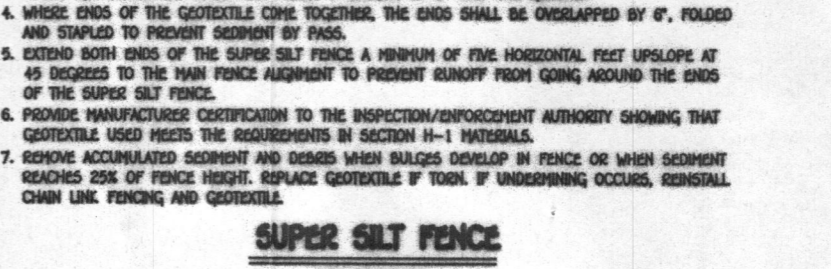 4. WHERE ENDS OF THE GEOTEXTILE COME TOGETHER, THE ENDS SHALL BE OVERLAPPED BY 6", FOLDED
AND STAPLED TO PREVENT SEDIMENT BY PASS.
5. EXTEND BOTH ENDS OF THE SUPER SILT FENCE A MINIMUM OF FIVE HORIZONTAL FEET UPSLOPE AT
45 DEGREES TO THE MAIN FENCE ALIGNMENT TO PREVENT RUNOFF FROM GOING AROUND THE ENDS
OF THE SUPER SILT FENCE.
6. PROVIDE MANUFACTURER CERTIFICATION TO THE INSPECTION/ENFORCEMENT AUTHORITY SHOWING THAT
GEOTEXTILE USED MEETS THE REQUIREMENTS IN SECTION H-1 MATERIALS.
7. REMOVE ACCUMULATED SEDIMENT AND DEBRIS WHEN BULGES DEVELOP IN FENCE OR WHEN SEDIMENT
REACHES 25% OF FENCE HEIGHT. REPLACE GEOTEXTILE IF TORN. IF UNDERMINING OCCURS, REINSTALL
CHAIN LINK FENCING AND GEOTEXTILE.
SUPER SILT FENCE